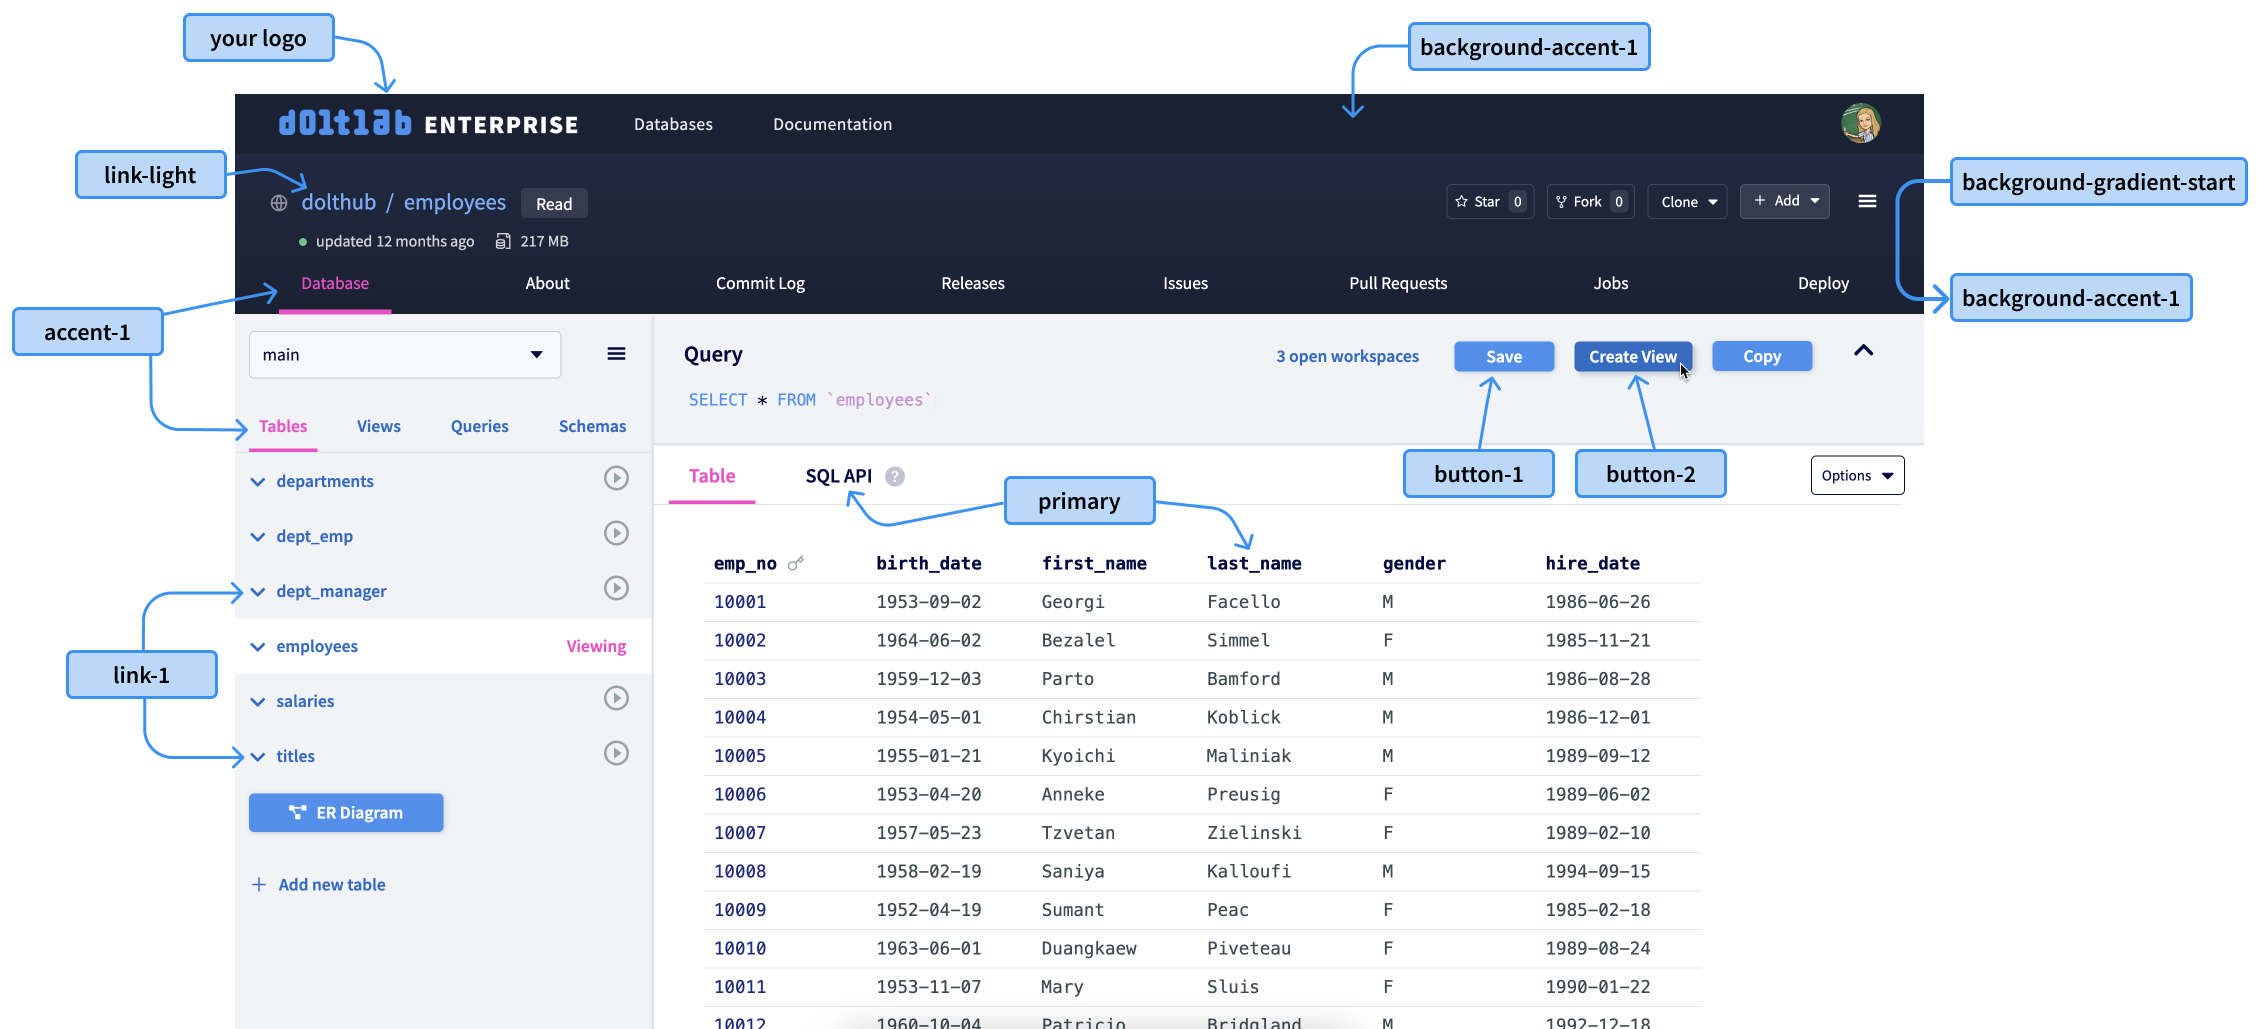 your logo
background-accent-1
doltlab ENTERPRISE Databases Documentation
link-light
background-gradient-start
dolthub / employees Read
Star 0 Fork 0 Clone + Add
updated 12 months ago 217 MB
background-accent-1
Database About Commit Log Releases Issues Pull Requests Jobs Deploy
accent-1
main
Query
3 open workspaces Save Create View Copy
SELECT * FROM `employees`
Tables Views Queries Schemas
button-1 button-2
Table SQL API ? Options
primary
departments
dept_emp
dept_manager
employees Viewing
link-1
salaries
titles
ER Diagram
+ Add new table
emp_no birth_date first_name last_name gender hire_date
10001 1953-09-02 Georgi Facello M 1986-06-26
10002 1964-06-02 Bezalel Simmel F 1985-11-21
10003 1959-12-03 Parto Bamford M 1986-08-28
10004 1954-05-01 Chirstian Koblick M 1986-12-01
10005 1955-01-21 Kyoichi Maliniak M 1989-09-12
10006 1953-04-20 Anneke Preusig F 1989-06-02
10007 1957-05-23 Tzvetan Zielinski F 1989-02-10
10008 1958-02-19 Saniya Kalloufi M 1994-09-15
10009 1952-04-19 Sumant Peac F 1985-02-18
10010 1963-06-01 Duangkaew Piveteau F 1989-08-24
10011 1953-11-07 Mary Sluis F 1990-01-22
10012 1960-10-04 Patricio Bridgland M 1992-12-18